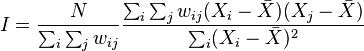 I = \frac{N}{\sum_i \sum_j w_{ij}} \frac{\sum_i \sum_j w_{ij}(X_i - \bar{X})(X_j - \bar{X})}{\sum_i (X_i - \bar{X})^2}